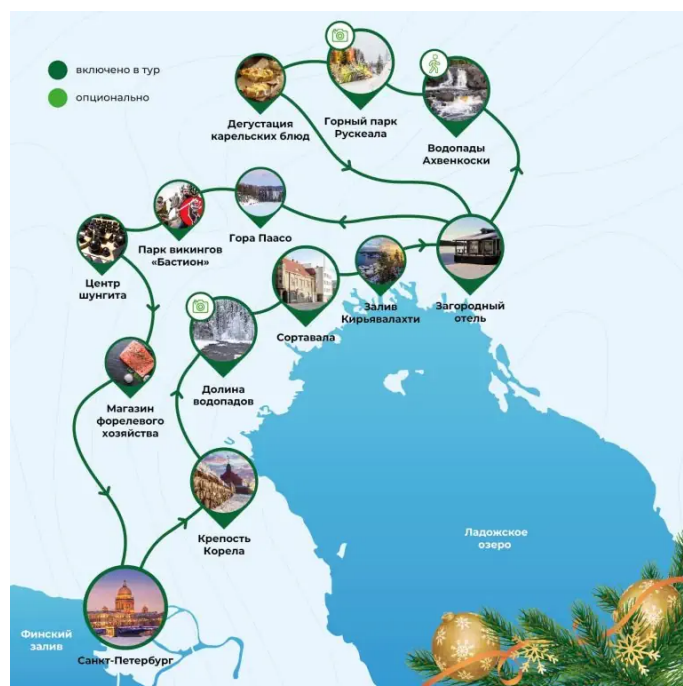 включено в тур
опционально
Дегустация
карельских блюд
Горный парк
Рускеала
Водопады
Ахвенкоски
Гора Паасо
Парк викингов
«Бастион»
Центр
шунгита
Залив
Кирьявалахти
Загородный
отель
Сортавала
Долина
водопадов
Магазин
форелевого
хозяйства
Крепость
Корела
Ладожское
озеро
Финский
залив
Санкт-Петербург